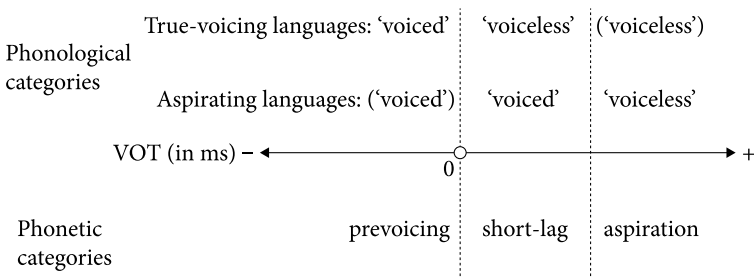 True-voicing languages: ‘voiced’ ‘voiceless’ (‘voiceless’)
Phonological
categories
Aspirating languages: (‘voiced’) ‘voiced’ ‘voiceless’
VOT (in ms) – +
0
Phonetic
categories
prevoicing short-lag aspiration